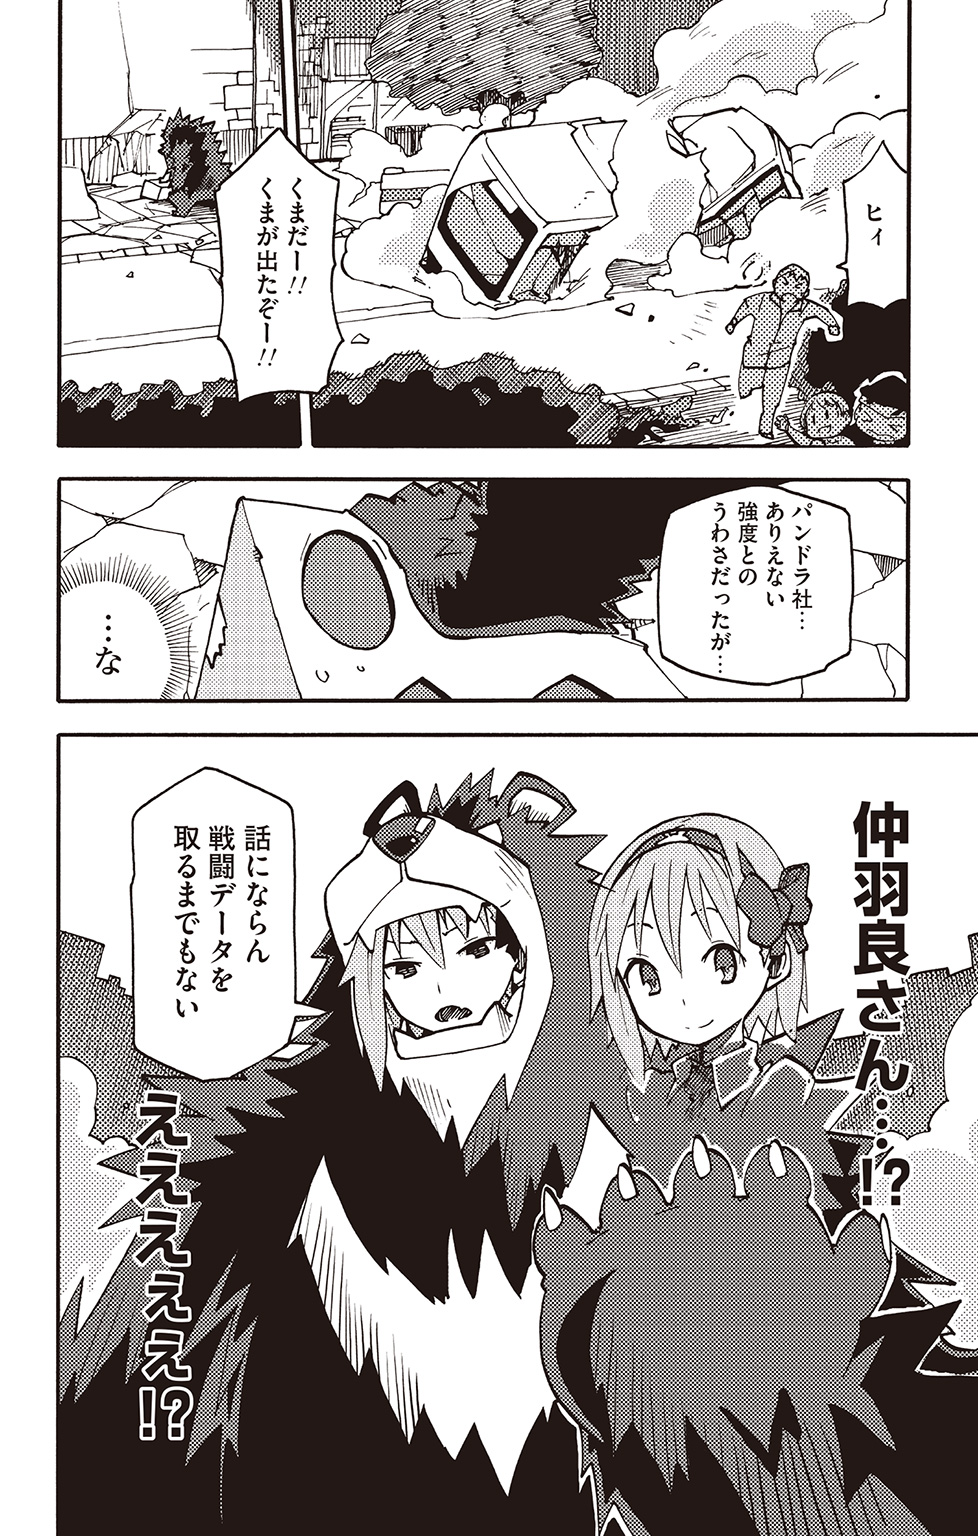 ヒィ
くまだー!!
くまが出たぞー!!
パンドラ社…
ありえない
強度との
うわさだったが…
…な
仲羽良さん…!?
話にならん
戦闘データを
取るまでもない
えええぇぇ!?